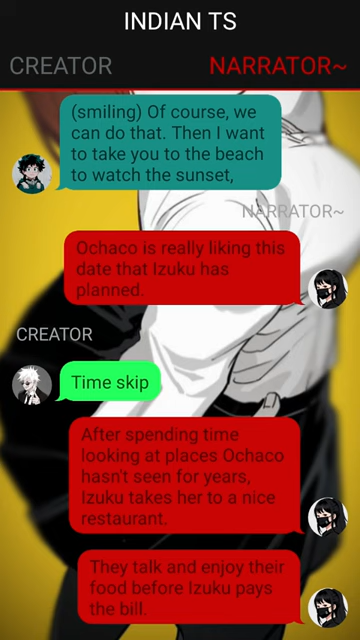 INDIAN TS
CREATOR
NARRATOR~
(smiling) Of course, we
can do that. Then I want
to take you to the beach
to watch the sunset,
NARRATOR~
Ochaco is really liking this
date that Izuku has
planned.
CREATOR
Time skip
After spending time
looking at places Ochaco
hasn't seen for years,
Izuku takes her to a nice
restaurant.
They talk and enjoy their
food before Izuku pays
the bill.